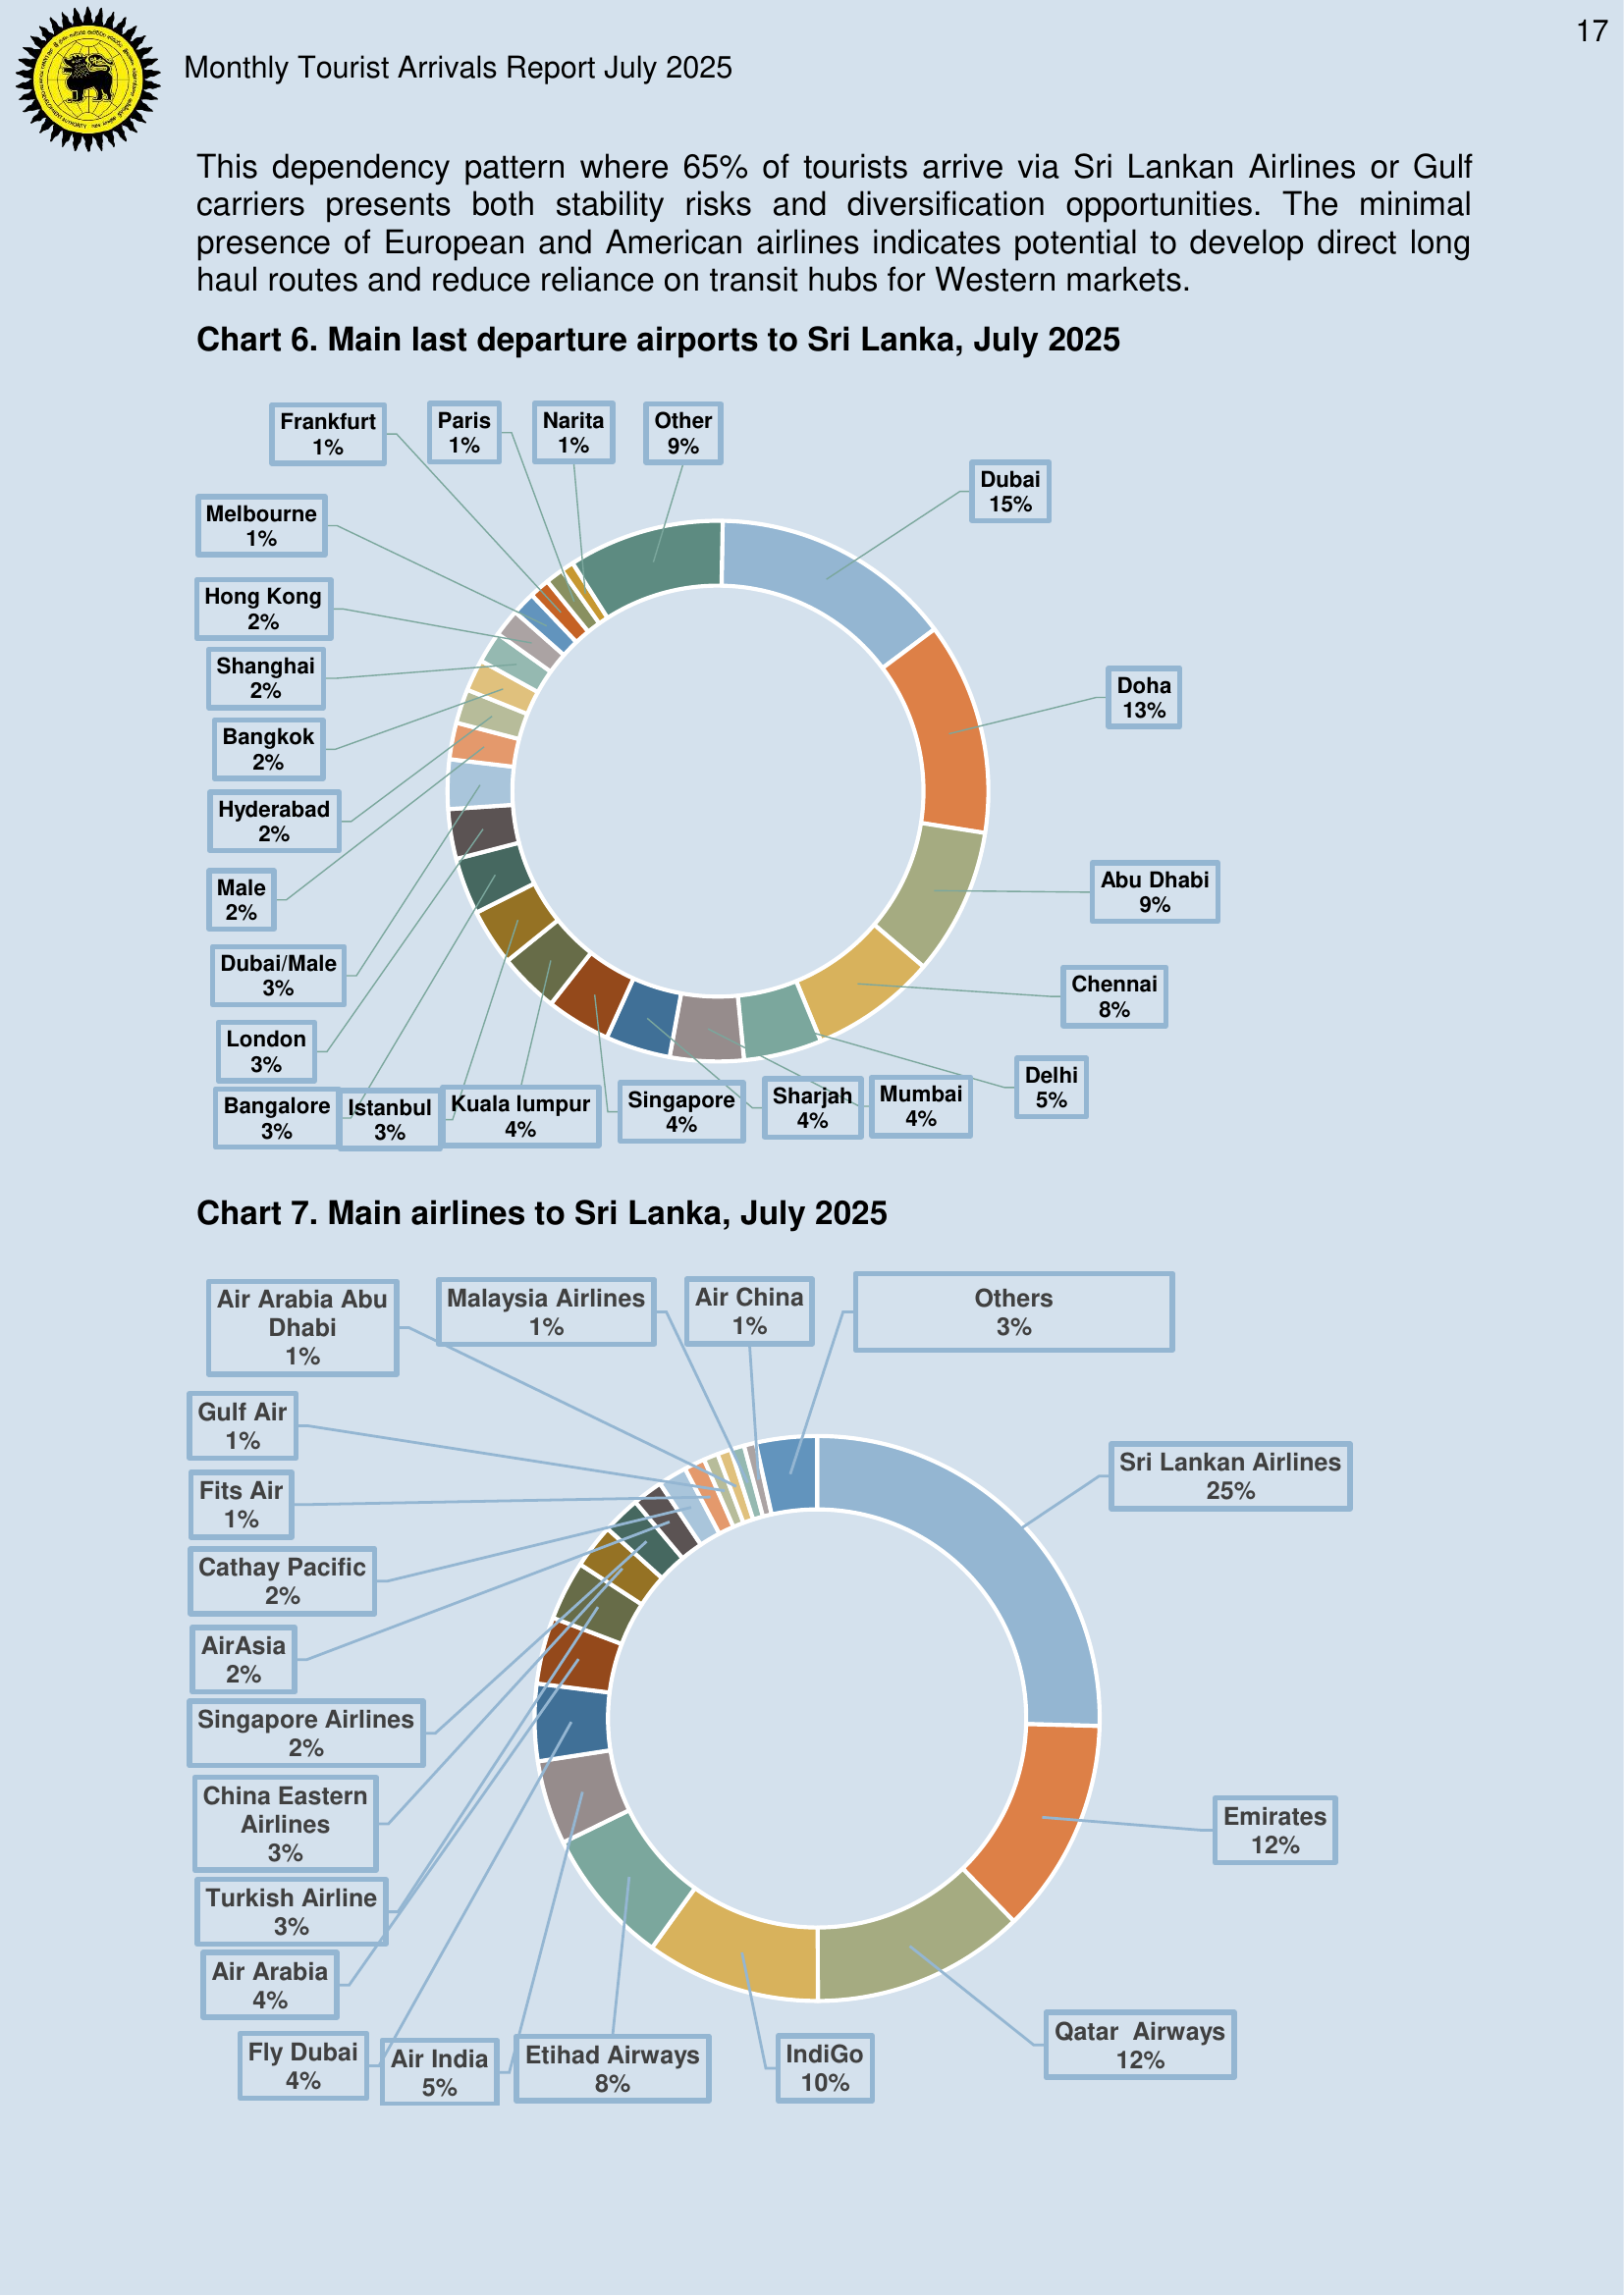 17
Monthly Tourist Arrivals Report July 2025
This dependency pattern where 65% of tourists arrive via Sri Lankan Airlines or Gulf
carriers presents both stability risks and diversification opportunities. The minimal
presence of European and American airlines indicates potential to develop direct long
haul routes and reduce reliance on transit hubs for Western markets.
Chart 6. Main last departure airports to Sri Lanka, July 2025
Frankfurt
1%
Paris
1%
Narita
1%
Other
9%
Dubai
15%
Melbourne
1%
Hong Kong
2%
Shanghai
2%
Doha
13%
Bangkok
2%
Hyderabad
2%
Male
2%
Abu Dhabi
9%
Dubai/Male
3%
Chennai
8%
London
3%
Delhi
5%
Bangalore
3%
Istanbul
3%
Kuala lumpur
4%
Singapore
4%
Sharjah
4%
Mumbai
4%
Chart 7. Main airlines to Sri Lanka, July 2025
Air Arabia Abu
Dhabi
1%
Malaysia Airlines
1%
Air China
1%
Others
3%
Gulf Air
1%
Sri Lankan Airlines
25%
Fits Air
1%
Cathay Pacific
2%
AirAsia
2%
Singapore Airlines
2%
China Eastern
Airlines
3%
Emirates
12%
Turkish Airline
3%
Air Arabia
4%
Qatar  Airways
12%
Fly Dubai
4%
Air India
5%
Etihad Airways
8%
IndiGo
10%